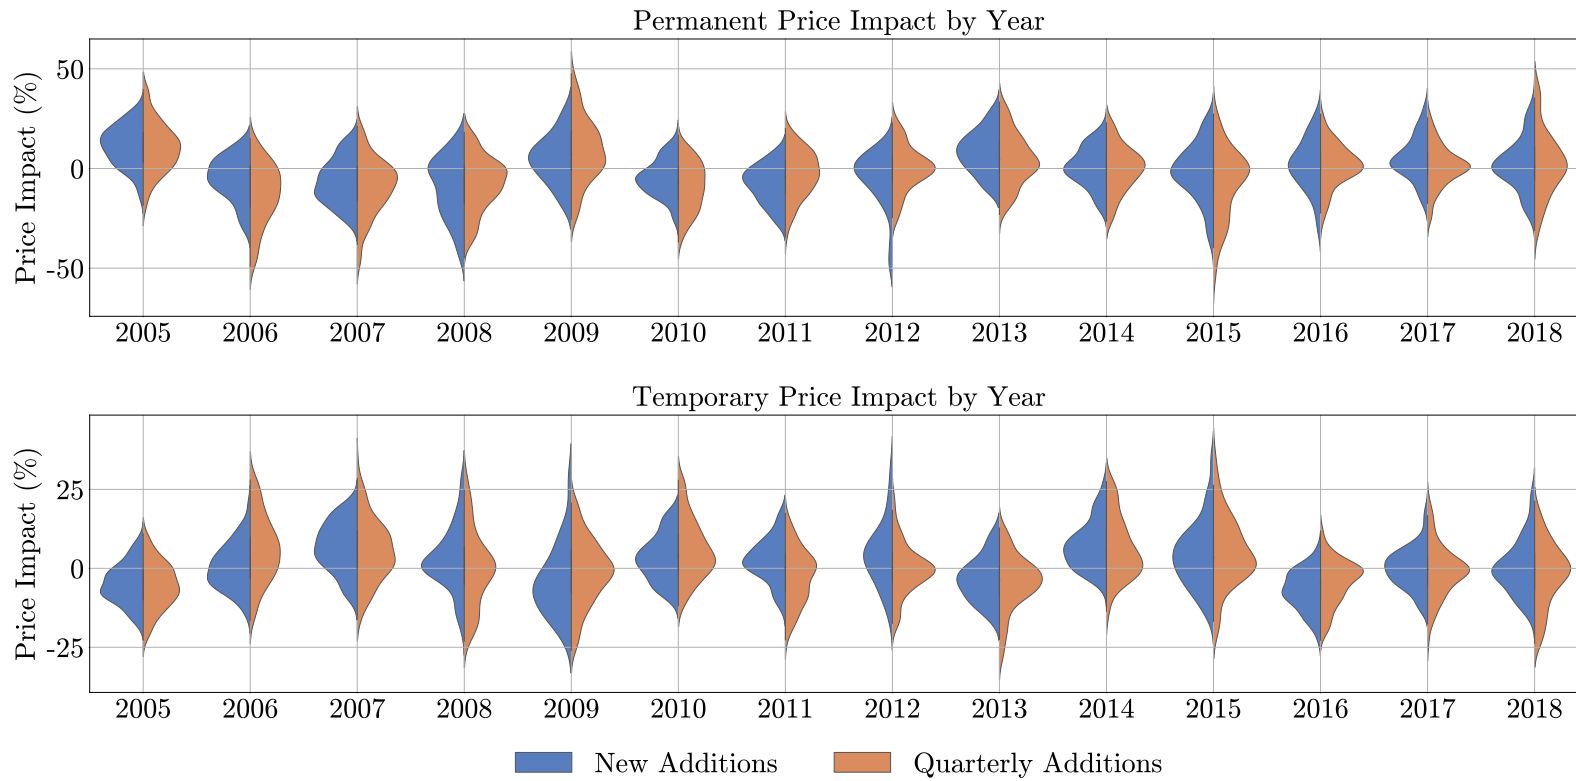 Permanent Price Impact by Year
Price Impact (%)
50
0
-50
2005 2006 2007 2008 2009 2010 2011 2012 2013 2014 2015 2016 2017 2018
Temporary Price Impact by Year
Price Impact (%)
25
0
-25
2005 2006 2007 2008 2009 2010 2011 2012 2013 2014 2015 2016 2017 2018
New Additions Quarterly Additions